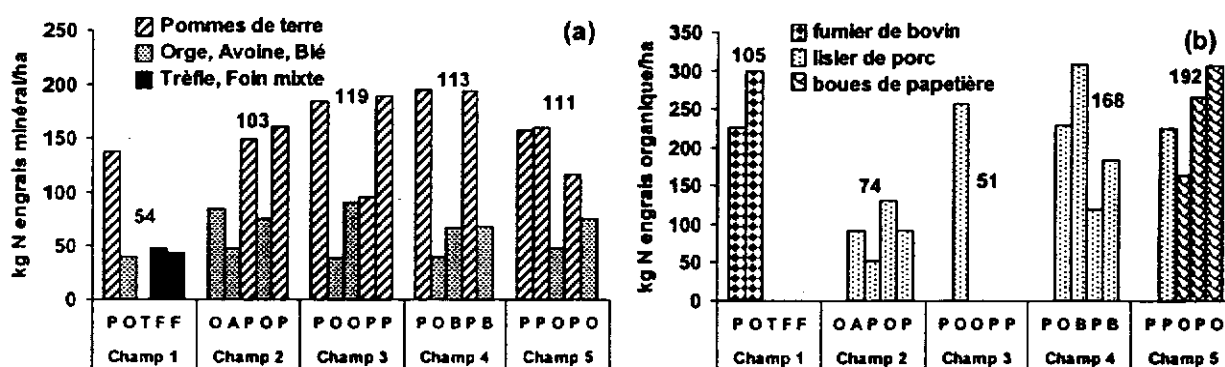 kg N engrais minéral/ha
250
200
150
100
50
0
Pommes de terre
Orge, Avoine, Blé
Trèfle, Foin mixte
(a)
54
103
119
113
111
P O T F F
O A P O P
P O O P P
P O B P B
P P O P O
Champ 1
Champ 2
Champ 3
Champ 4
Champ 5
kg N engrais organique/ha
350
300
250
200
150
100
50
0
fumier de bovin
lisier de porc
boues de papetière
(b)
105
74
51
168
192
P O T F F
O A P O P
P O O P P
P O B P B
P P O P O
Champ 1
Champ 2
Champ 3
Champ 4
Champ 5